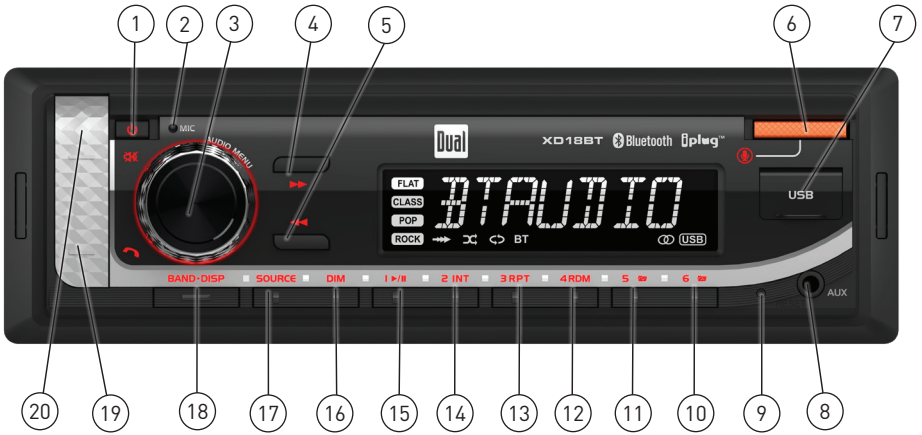 1 2 3 4 5 6 7
MIC
AUDIO MENU
Dual
XD18BT Bluetooth iplug™
USB
FLAT
CLASS
POP
ROCK
BTAUDIO
BT
USB
BAND•DISP SOURCE DIM 1 ►/II 2 INT 3 RPT 4 RDM 5 6
AUX
20 19 18 17 16 15 14 13 12 11 10 9 8